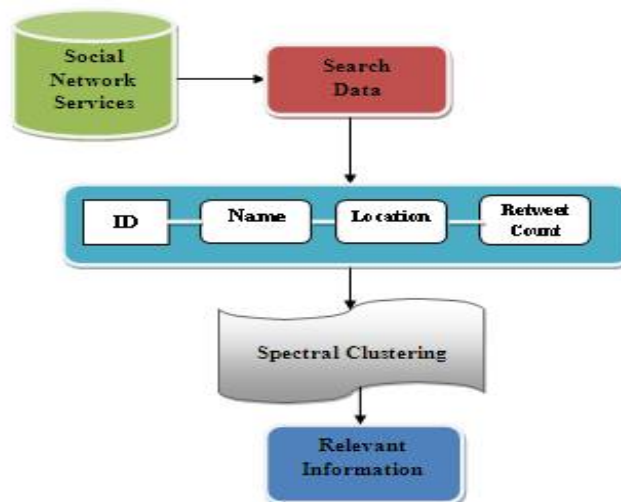 Social
Network
Services
Search
Data
ID
Name
Location
Retweet
Count
Spectral Clustering
Relevant
Information